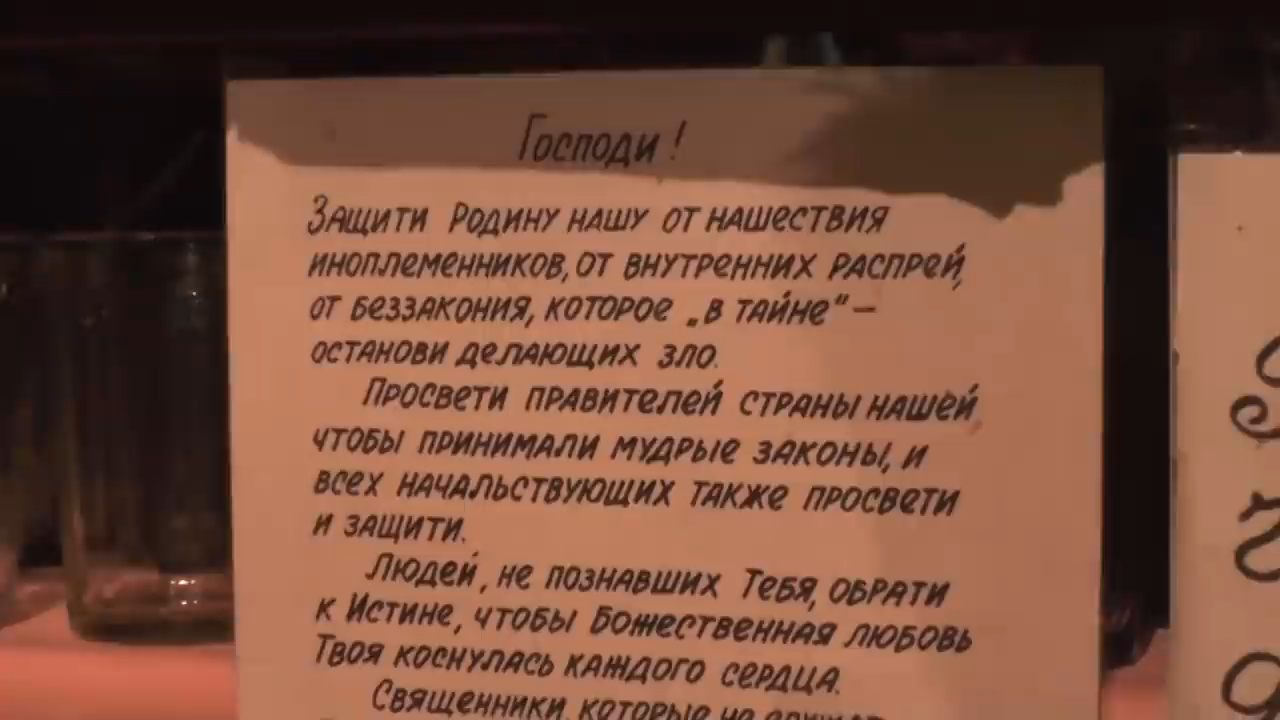 Господи!
Защити Родину нашу от нашествия
иноплеменников, от внутренних распрей,
от беззакония, которое „в тайне“ –
останови делающих зло.
Просвети правителей страны нашей,
чтобы принимали мудрые законы, и
всех начальствующих также просвети
и защити.
Людей, не познавших Тебя, обрати
к Истине, чтобы Божественная любовь
Твоя коснулась каждого сердца.
Священники, которые не